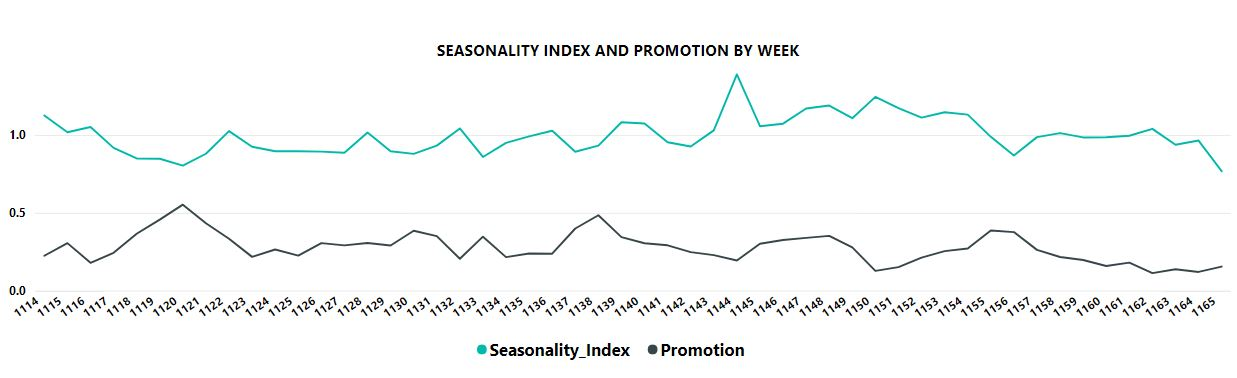 SEASONALITY INDEX AND PROMOTION BY WEEK
1.0
0.5
0.0
1114 1115 1116 1117 1118 1119 1120 1121 1122 1123 1124 1125 1126 1127 1128 1129 1130 1131 1132 1133 1134 1135 1136 1137 1138 1139 1140 1141 1142 1143 1144 1145 1146 1147 1148 1149 1150 1151 1152 1153 1154 1155 1156 1157 1158 1159 1160 1161 1162 1163 1164 1165
Seasonality_Index Promotion